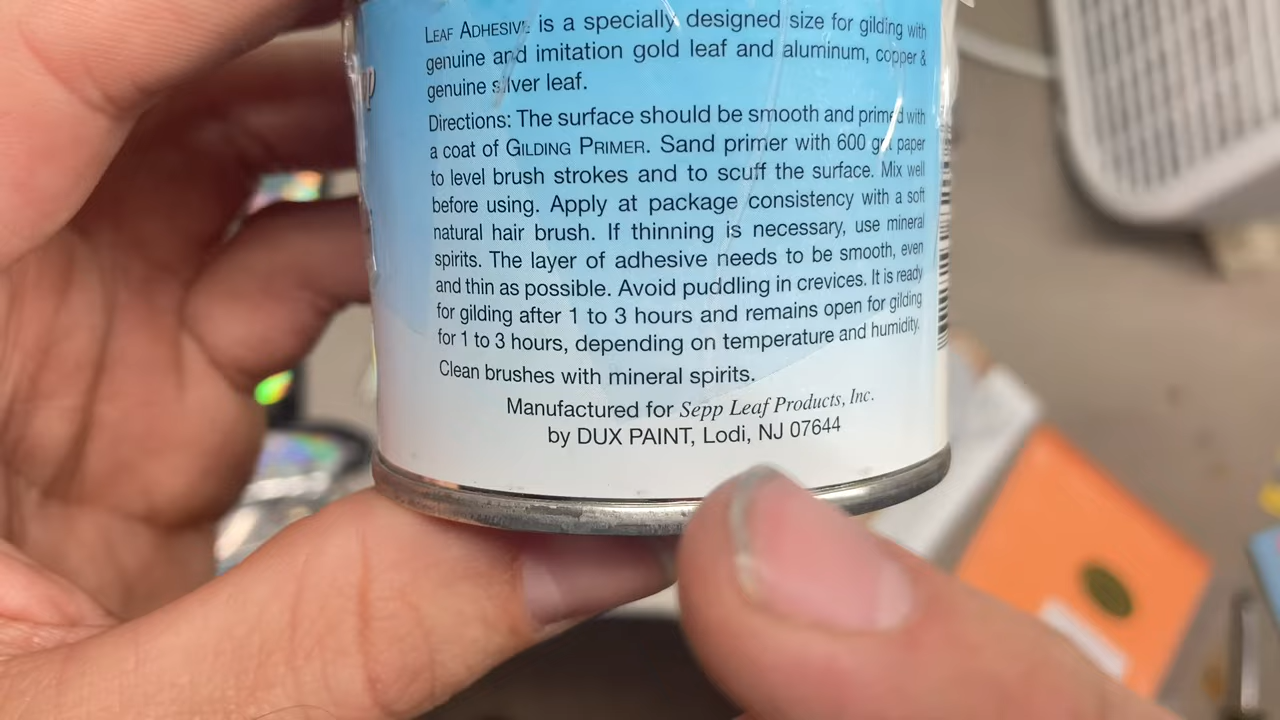 LEAF ADHESIVE is a specially designed size for gilding with
genuine and imitation gold leaf and aluminum, copper &
genuine silver leaf.
Directions: The surface should be smooth and primed with
a coat of GILDING PRIMER. Sand primer with 600 grit paper
to level brush strokes and to scuff the surface. Mix well
before using. Apply at package consistency with a soft
natural hair brush. If thinning is necessary, use mineral
spirits. The layer of adhesive needs to be smooth, even
and thin as possible. Avoid puddling in crevices. It is ready
for gilding after 1 to 3 hours and remains open for gilding
for 1 to 3 hours, depending on temperature and humidity.
Clean brushes with mineral spirits.
Manufactured for Sepp Leaf Products, Inc.
by DUX PAINT, Lodi, NJ 07644